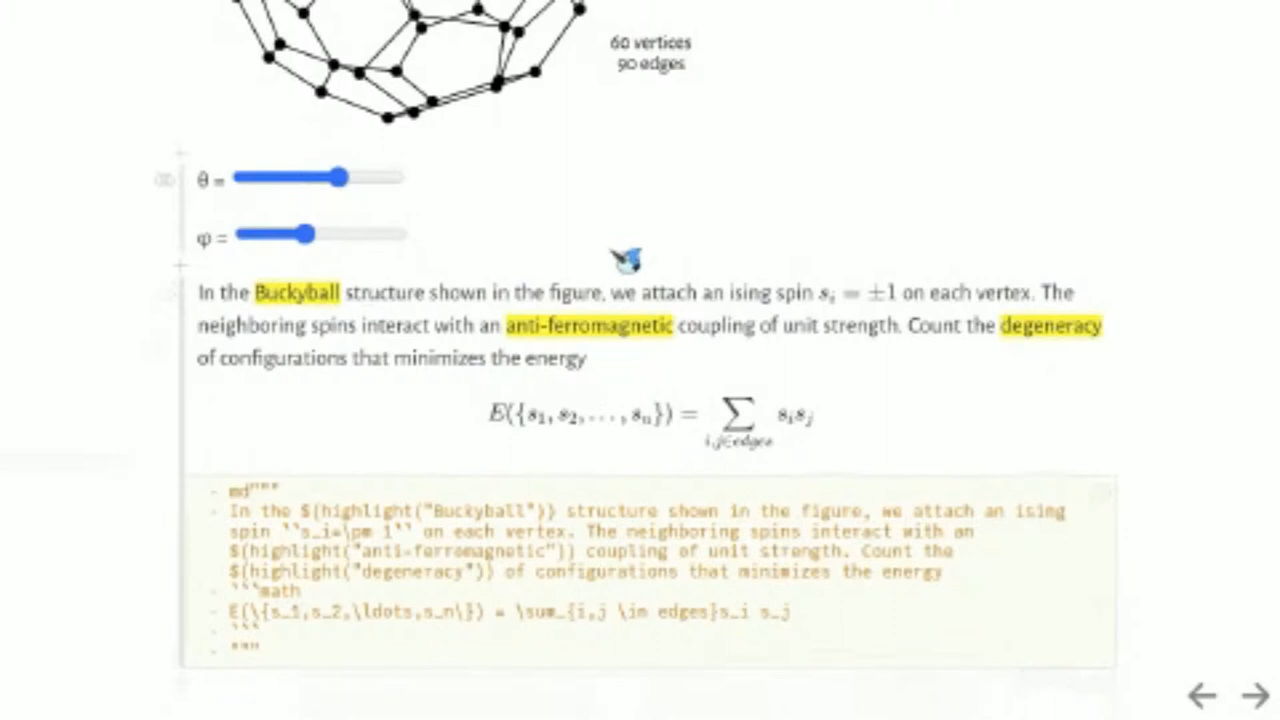 60 vertices
90 edges
θ =
φ =
In the Buckyball structure shown in the figure, we attach an ising spin s_i = ±1 on each vertex. The
neighboring spins interact with an anti-ferromagnetic coupling of unit strength. Count the degeneracy
of configurations that minimizes the energy
E({s_1, s_2, . . . , s_n}) = ∑ s_i s_j
i,j∈edges
md"""
In the $(highlight("Buckyball")) structure shown in the figure, we attach an ising
spin ``s_i=\pm 1`` on each vertex. The neighboring spins interact with an
$(highlight("anti-ferromagnetic")) coupling of unit strength. Count the
$(highlight("degeneracy")) of configurations that minimizes the energy
```math
E(\{s_1,s_2,\ldots,s_n\}) = \sum_{i,j \in edges}s_i s_j
```
"""